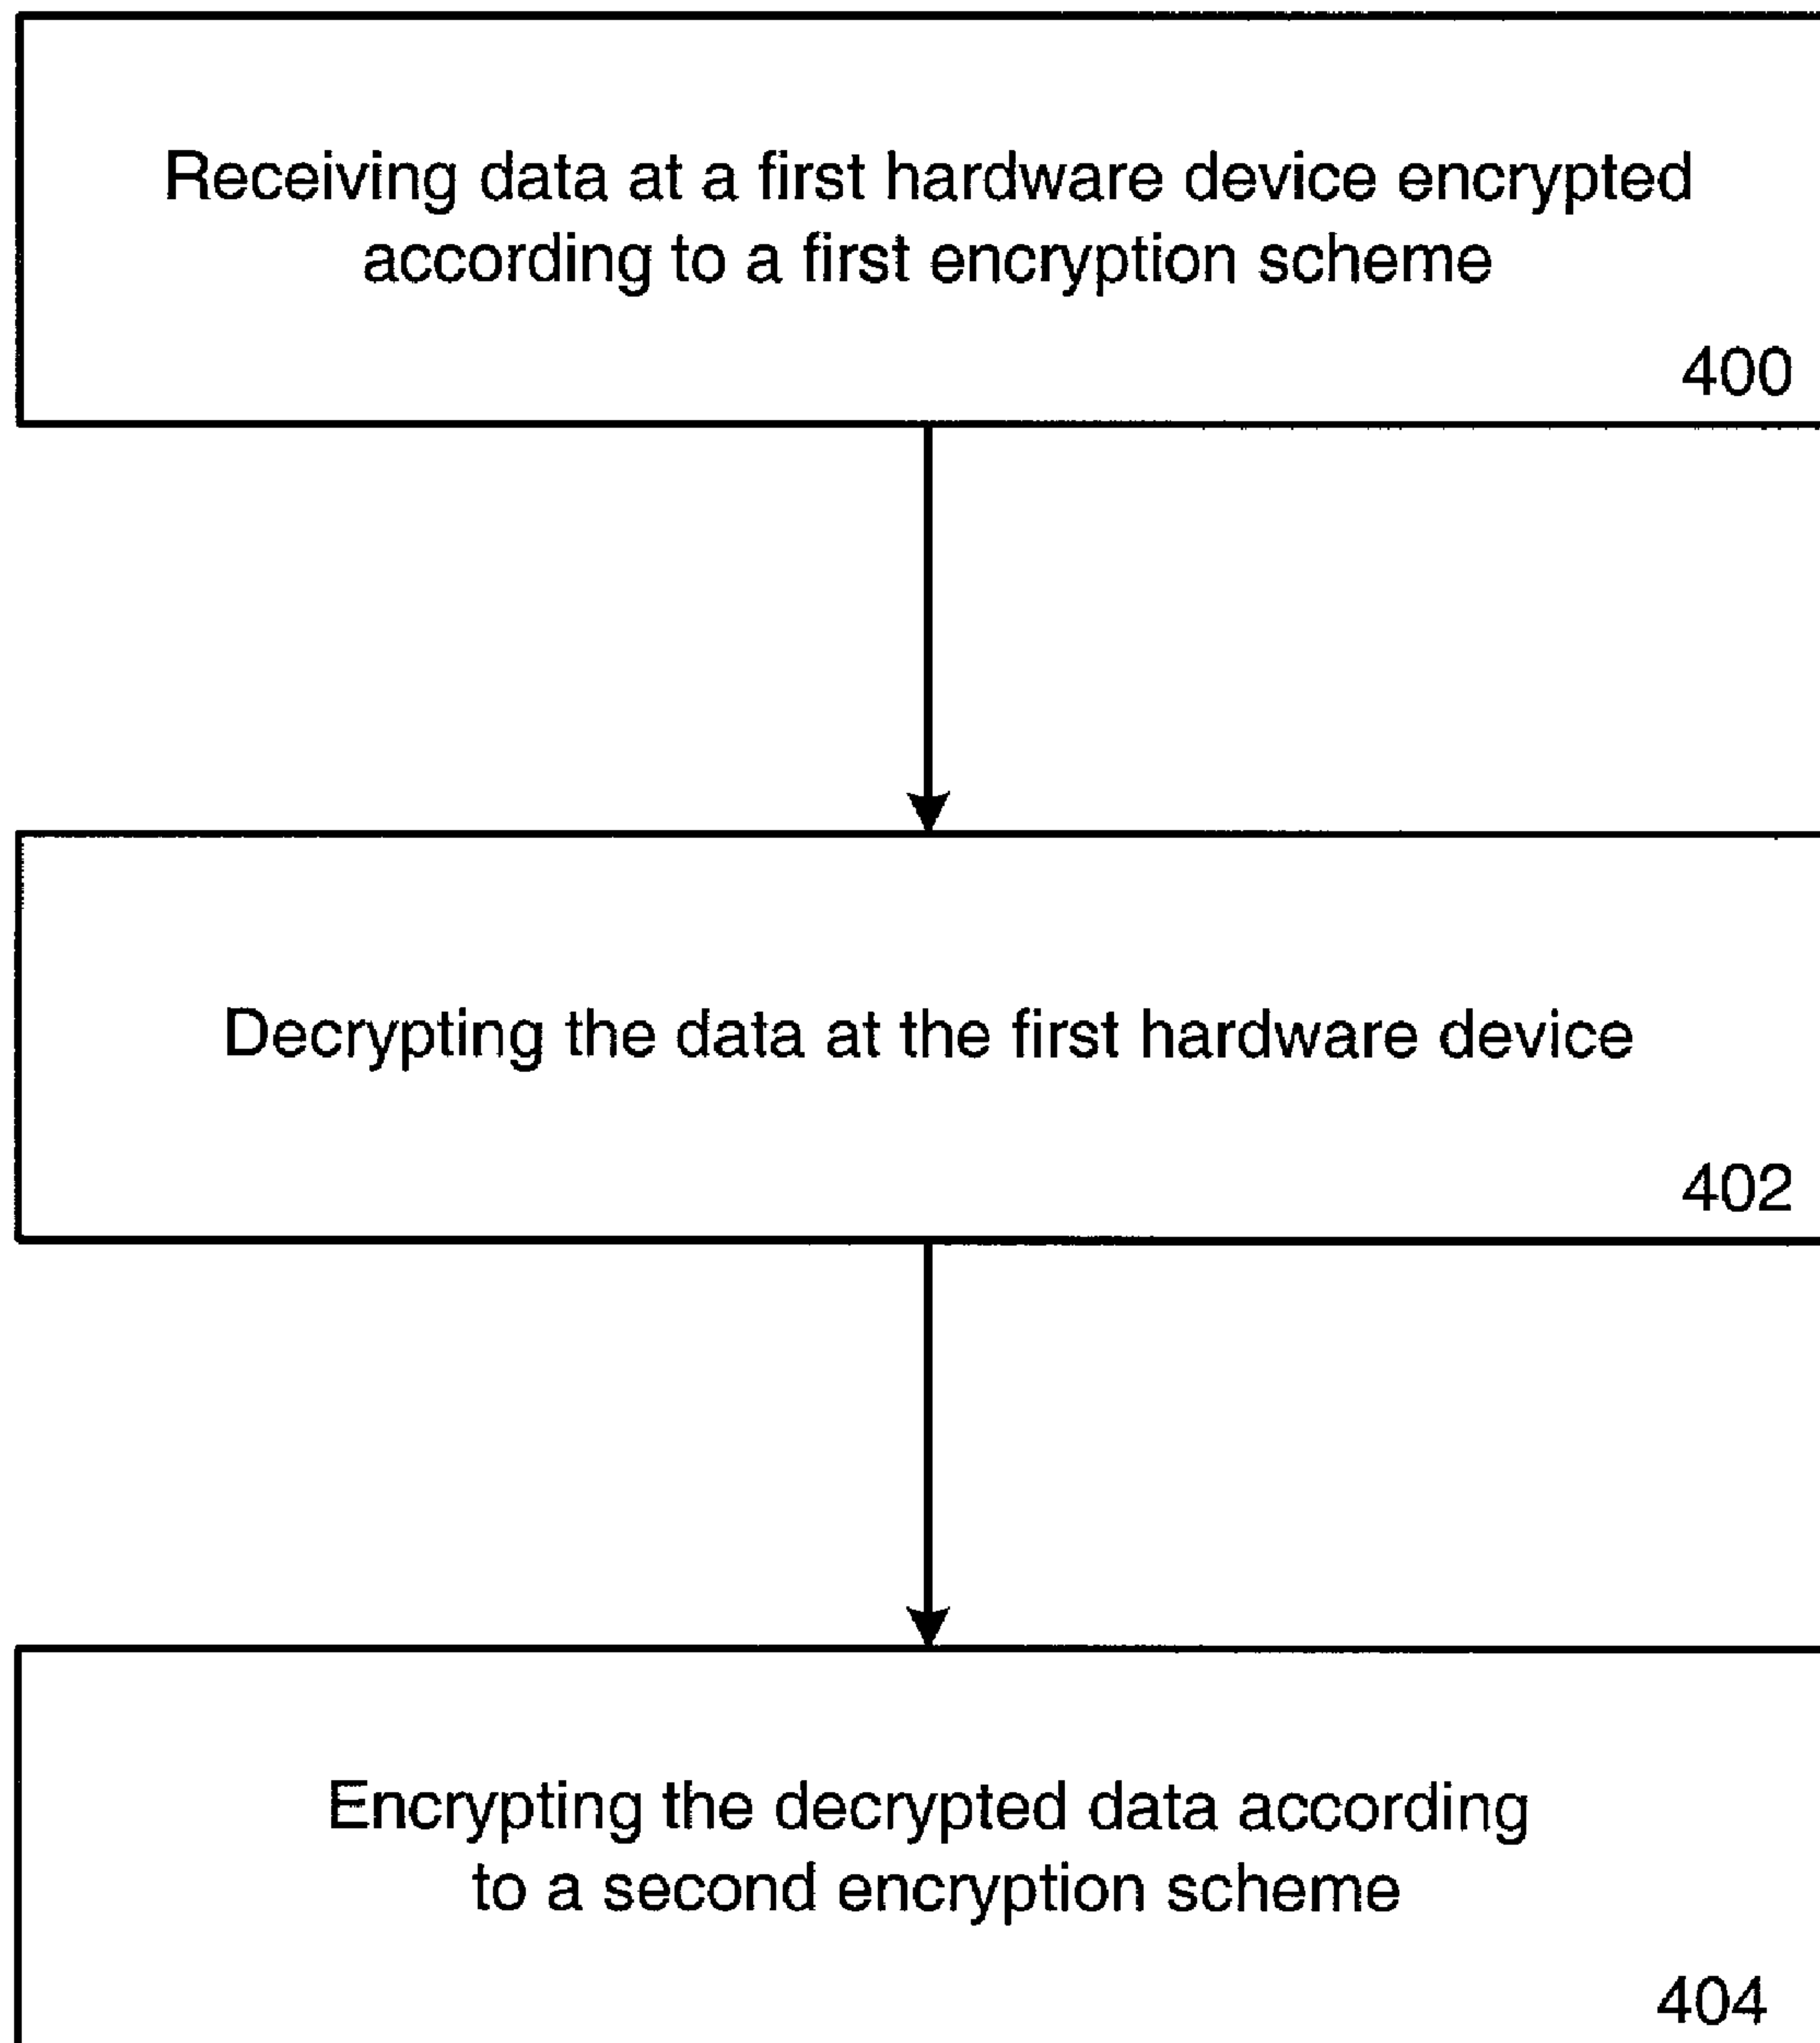 Receiving data at a first hardware device encrypted
according to a first encryption scheme
400
Decrypting the data at the first hardware device
402
Encrypting the decrypted data according
to a second encryption scheme
404